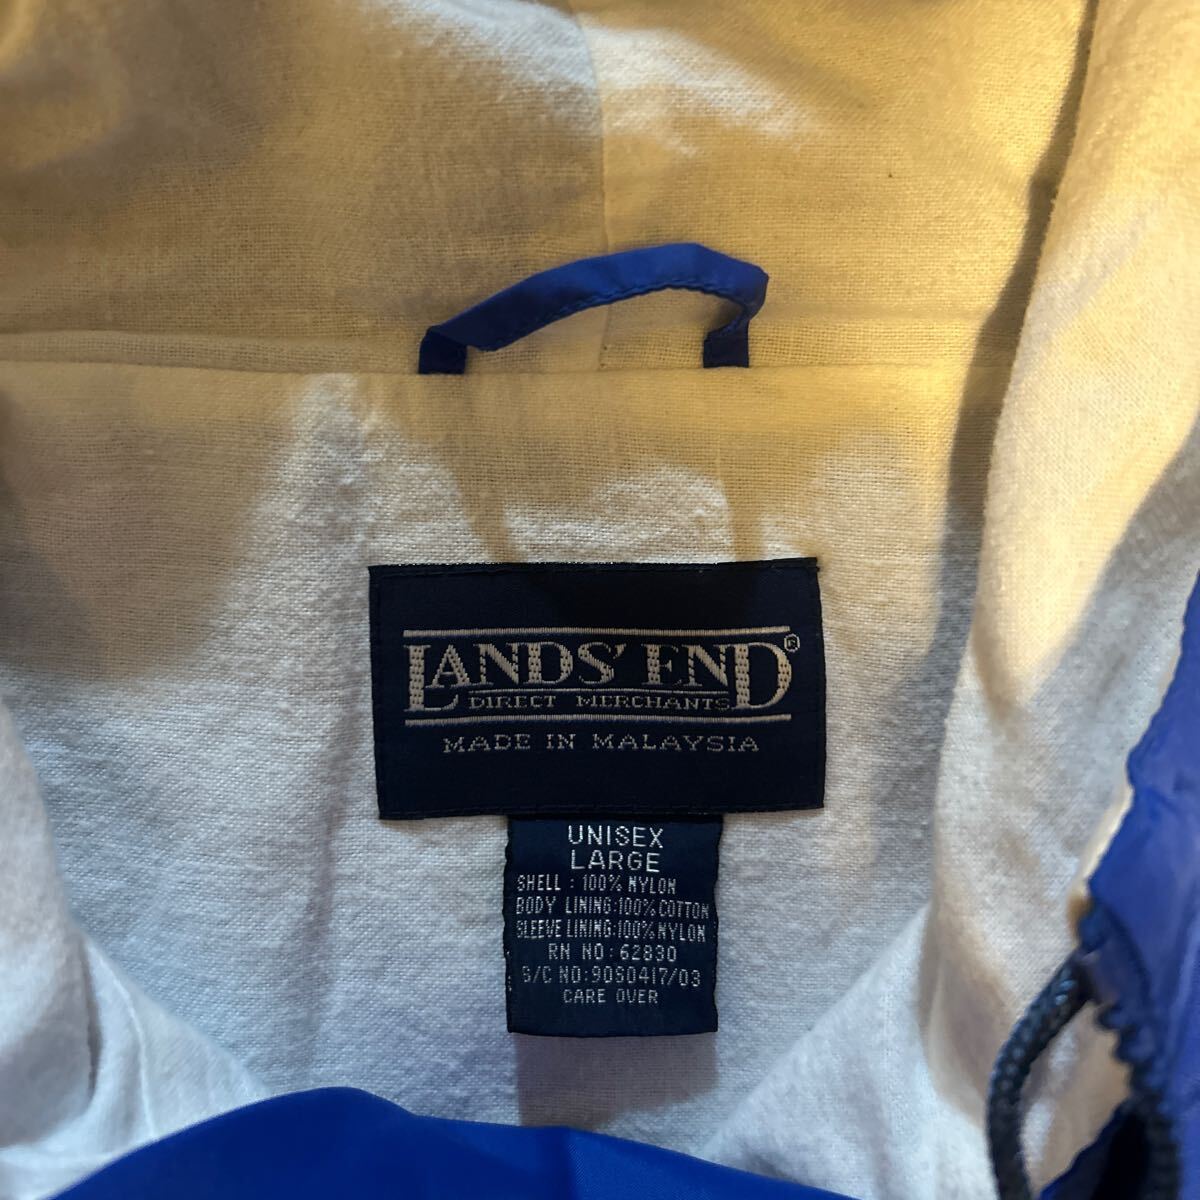 LANDS' END®
DIRECT MERCHANTS
MADE IN MALAYSIA
UNISEX
LARGE
SHELL : 100% NYLON
BODY LINING:100% COTTON
SLEEVE LINING:100% NYLON
RN NO : 62830
S/C NO:90S0417/03
CARE OVER